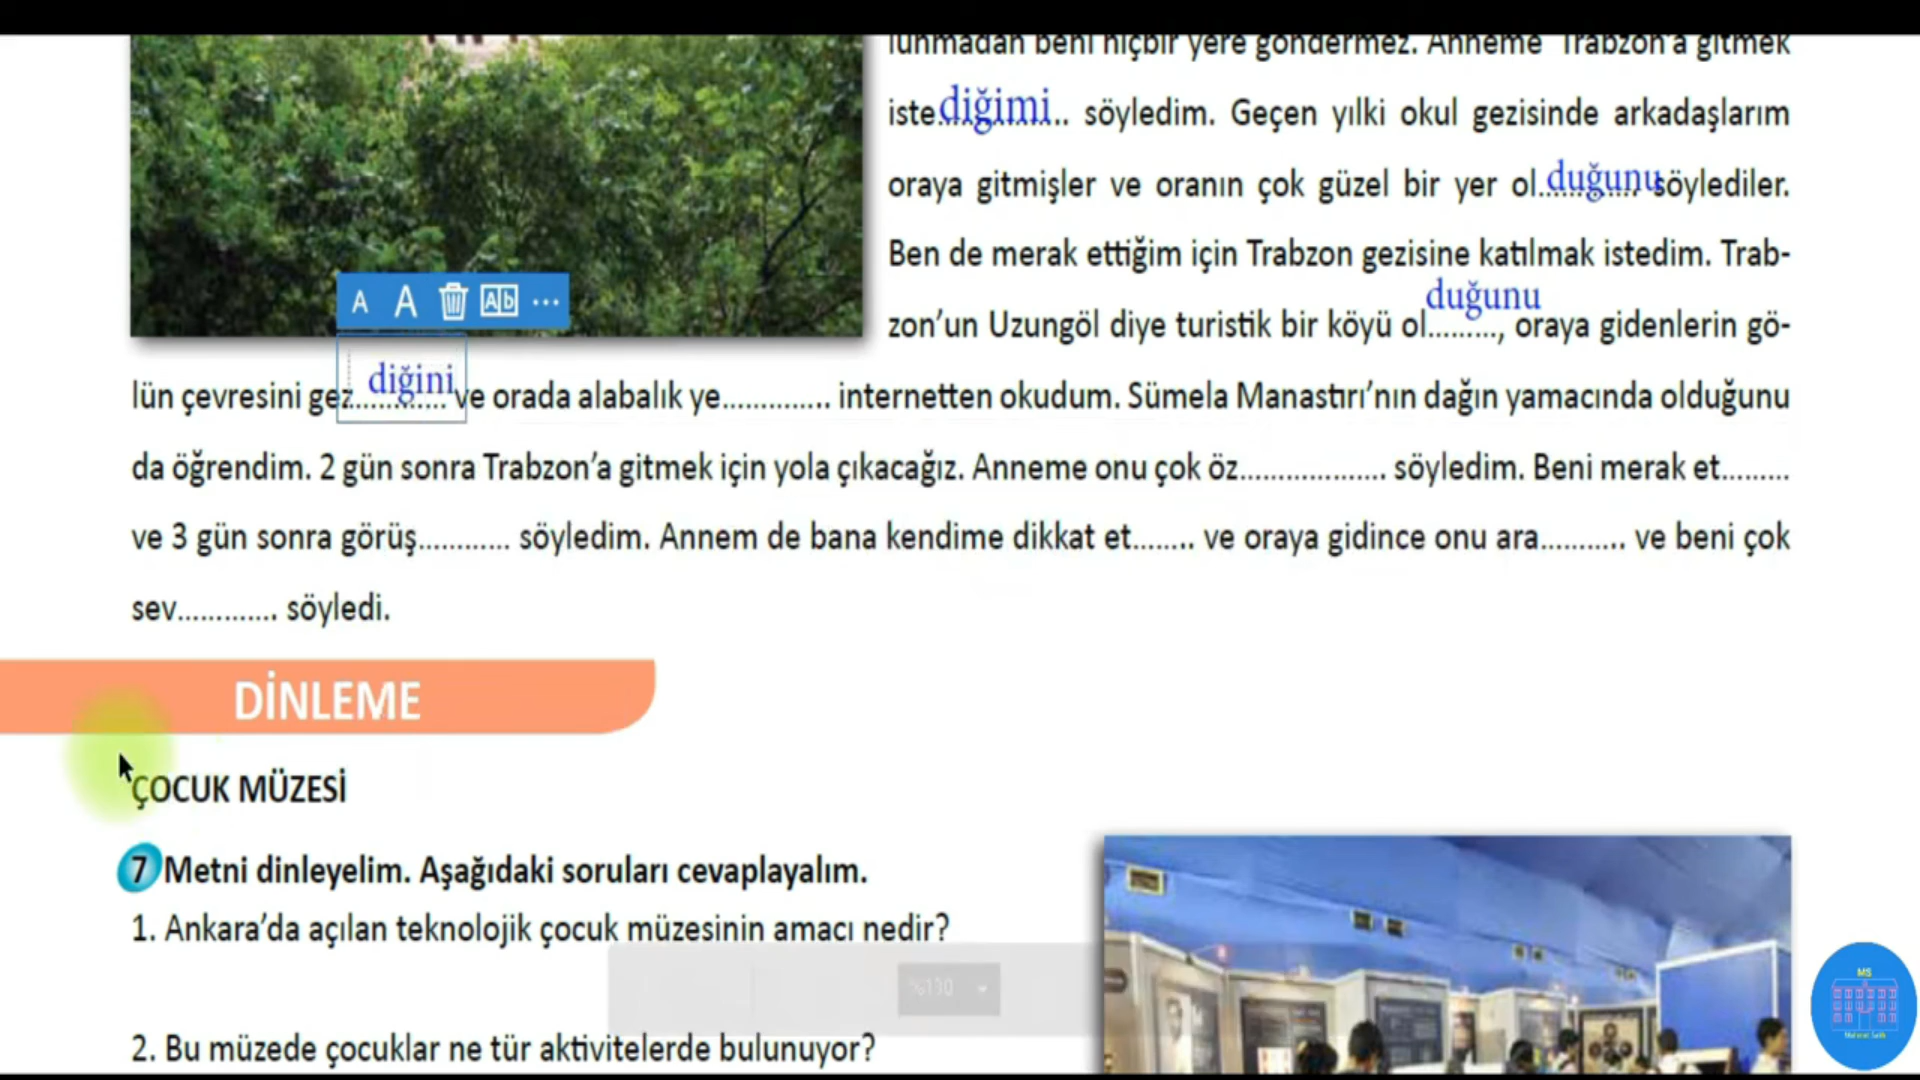 lunmadan beni hiçbir yere göndermez. Anneme Trabzon'a gitmek
iste diğimi .. söyledim. Geçen yılki okul gezisinde arkadaşlarım
oraya gitmişler ve oranın çok güzel bir yer ol..duğunu söylediler.
Ben de merak ettiğim için Trabzon gezisine katılmak istedim. Trab-
duğunu
zon'un Uzungöl diye turistik bir köyü ol........., oraya gidenlerin gö-
A A Ab ...
diğini
lün çevresini gez............ ve orada alabalık ye.............. internetten okudum. Sümela Manastırı'nın dağın yamacında olduğunu
da öğrendim. 2 gün sonra Trabzon'a gitmek için yola çıkacağız. Anneme onu çok öz................... söyledim. Beni merak et.........
ve 3 gün sonra görüş............ söyledim. Annem de bana kendime dikkat et........ ve oraya gidince onu ara........... ve beni çok
sev............. söyledi.
DİNLEME
ÇOCUK MÜZESİ
7 Metni dinleyelim. Aşağıdaki soruları cevaplayalım.
1. Ankara'da açılan teknolojik çocuk müzesinin amacı nedir?
%130
2. Bu müzede çocuklar ne tür aktivitelerde bulunuyor?
MS